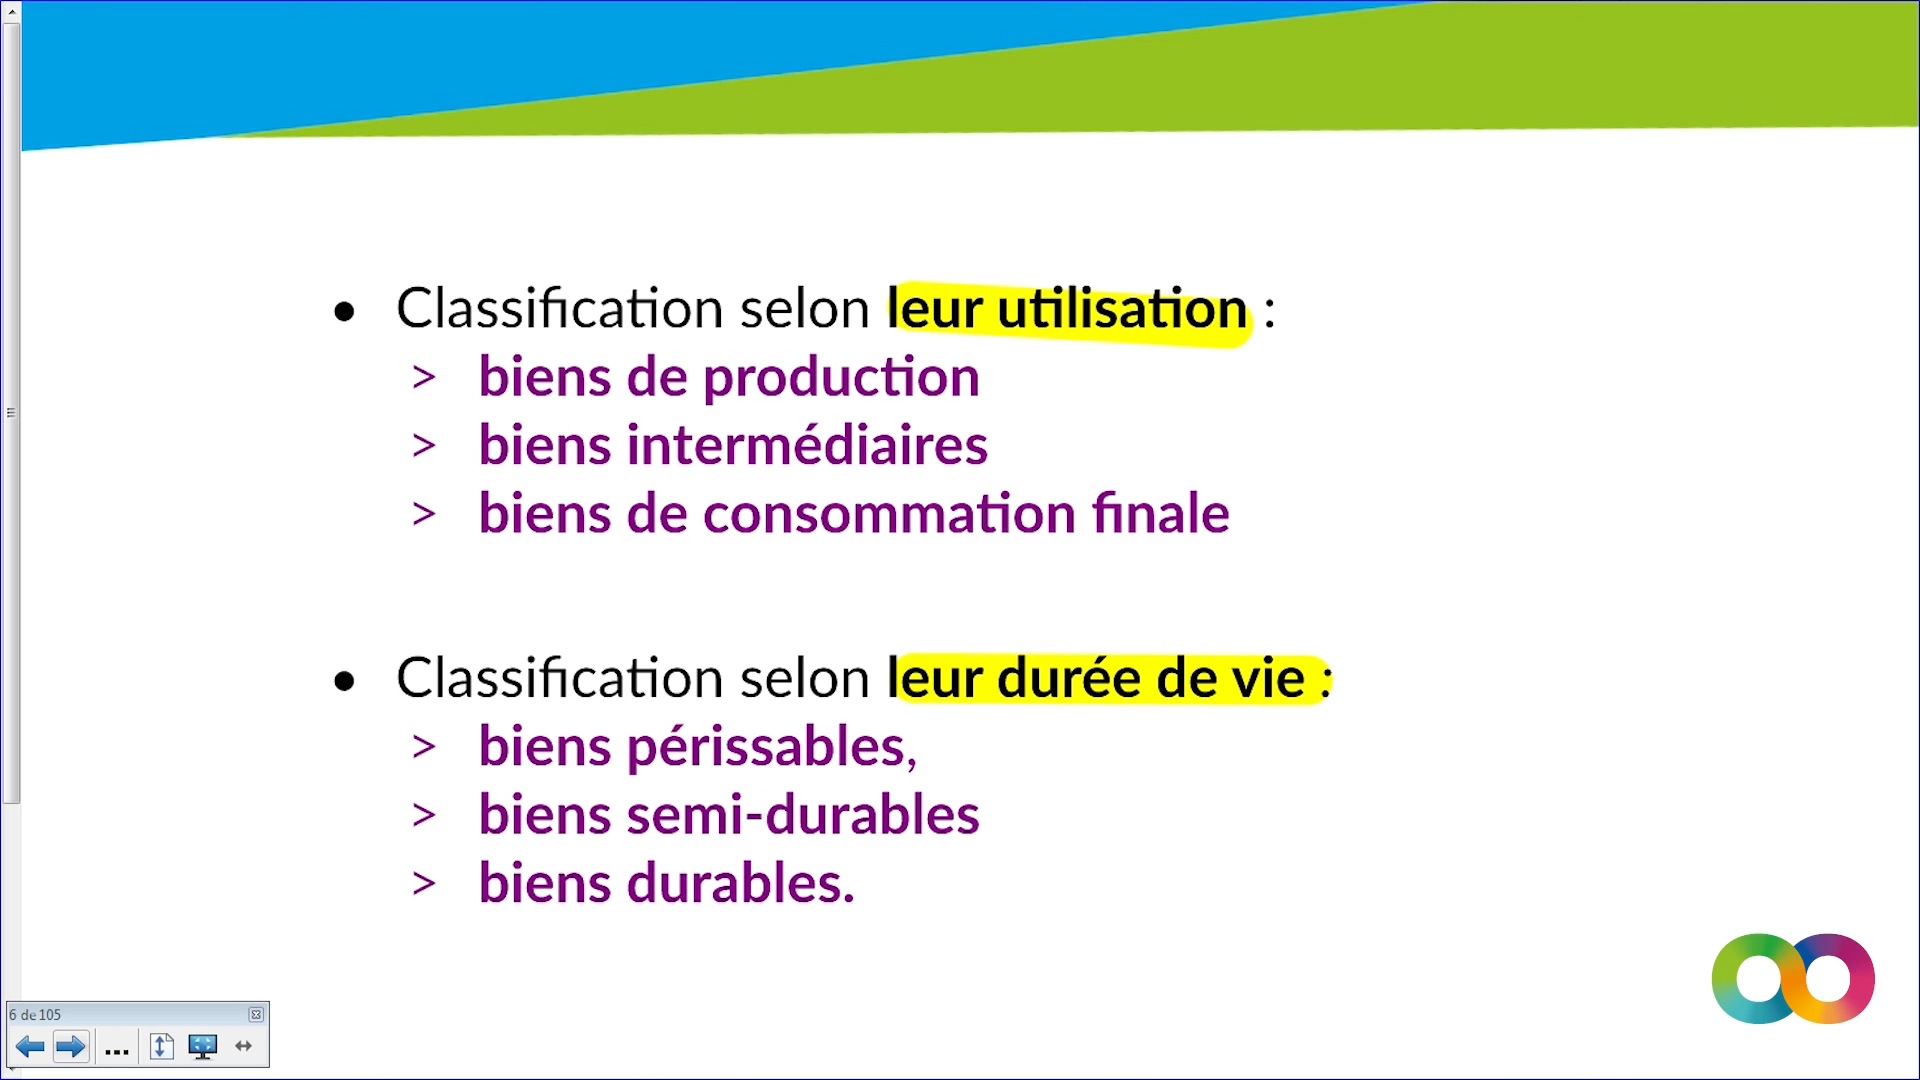 • Classification selon leur utilisation :
> biens de production
> biens intermédiaires
> biens de consommation finale
• Classification selon leur durée de vie :
> biens périssables,
> biens semi-durables
> biens durables.
6 de 105
...